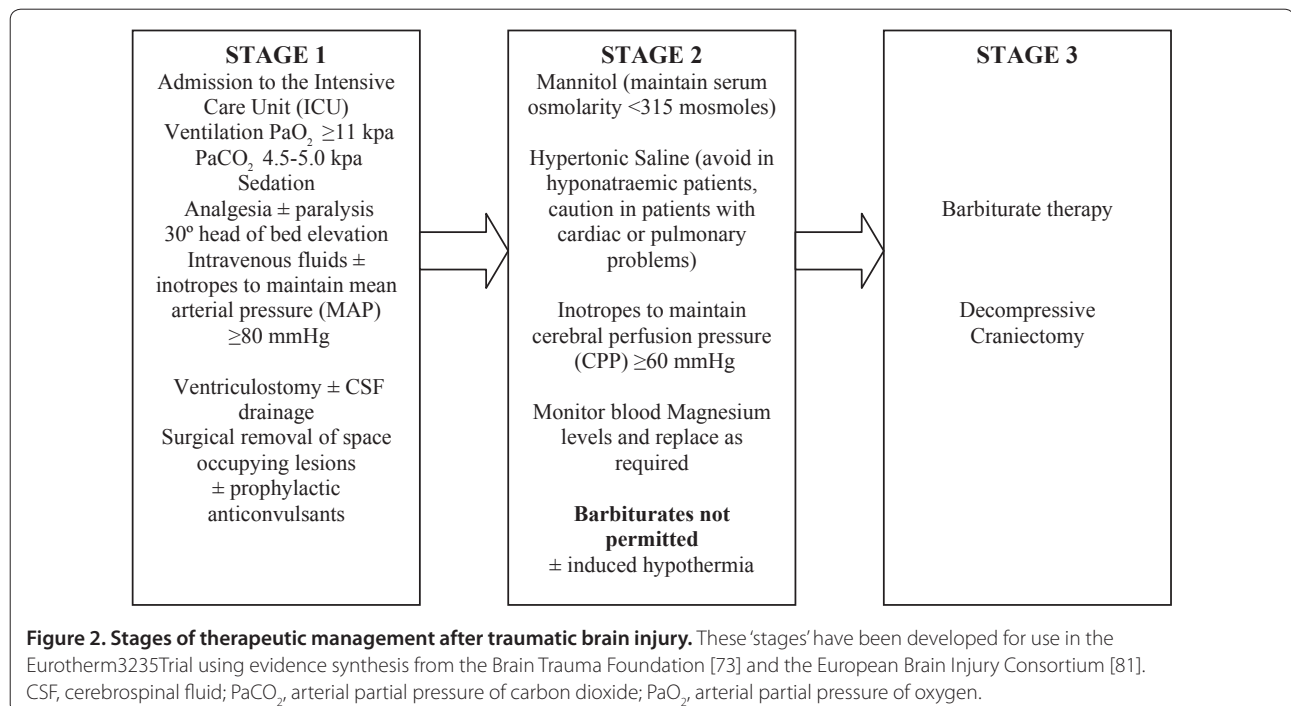 STAGE 1
Admission to the Intensive
Care Unit (ICU)
Ventilation PaO₂ ≥11 kpa
PaCO₂ 4.5-5.0 kpa
Sedation
Analgesia ± paralysis
30º head of bed elevation
Intravenous fluids ±
inotropes to maintain mean
arterial pressure (MAP)
≥80 mmHg
Ventriculostomy ± CSF
drainage
Surgical removal of space
occupying lesions
± prophylactic
anticonvulsants
STAGE 2
Mannitol (maintain serum
osmolarity <315 mosmoles)
Hypertonic Saline (avoid in
hyponatraemic patients,
caution in patients with
cardiac or pulmonary
problems)
Inotropes to maintain
cerebral perfusion pressure
(CPP) ≥60 mmHg
Monitor blood Magnesium
levels and replace as
required
Barbiturates not
permitted
± induced hypothermia
STAGE 3
Barbiturate therapy
Decompressive
Craniectomy
Figure 2. Stages of therapeutic management after traumatic brain injury. These 'stages' have been developed for use in the
Eurotherm3235Trial using evidence synthesis from the Brain Trauma Foundation [73] and the European Brain Injury Consortium [81].
CSF, cerebrospinal fluid; PaCO₂, arterial partial pressure of carbon dioxide; PaO₂, arterial partial pressure of oxygen.